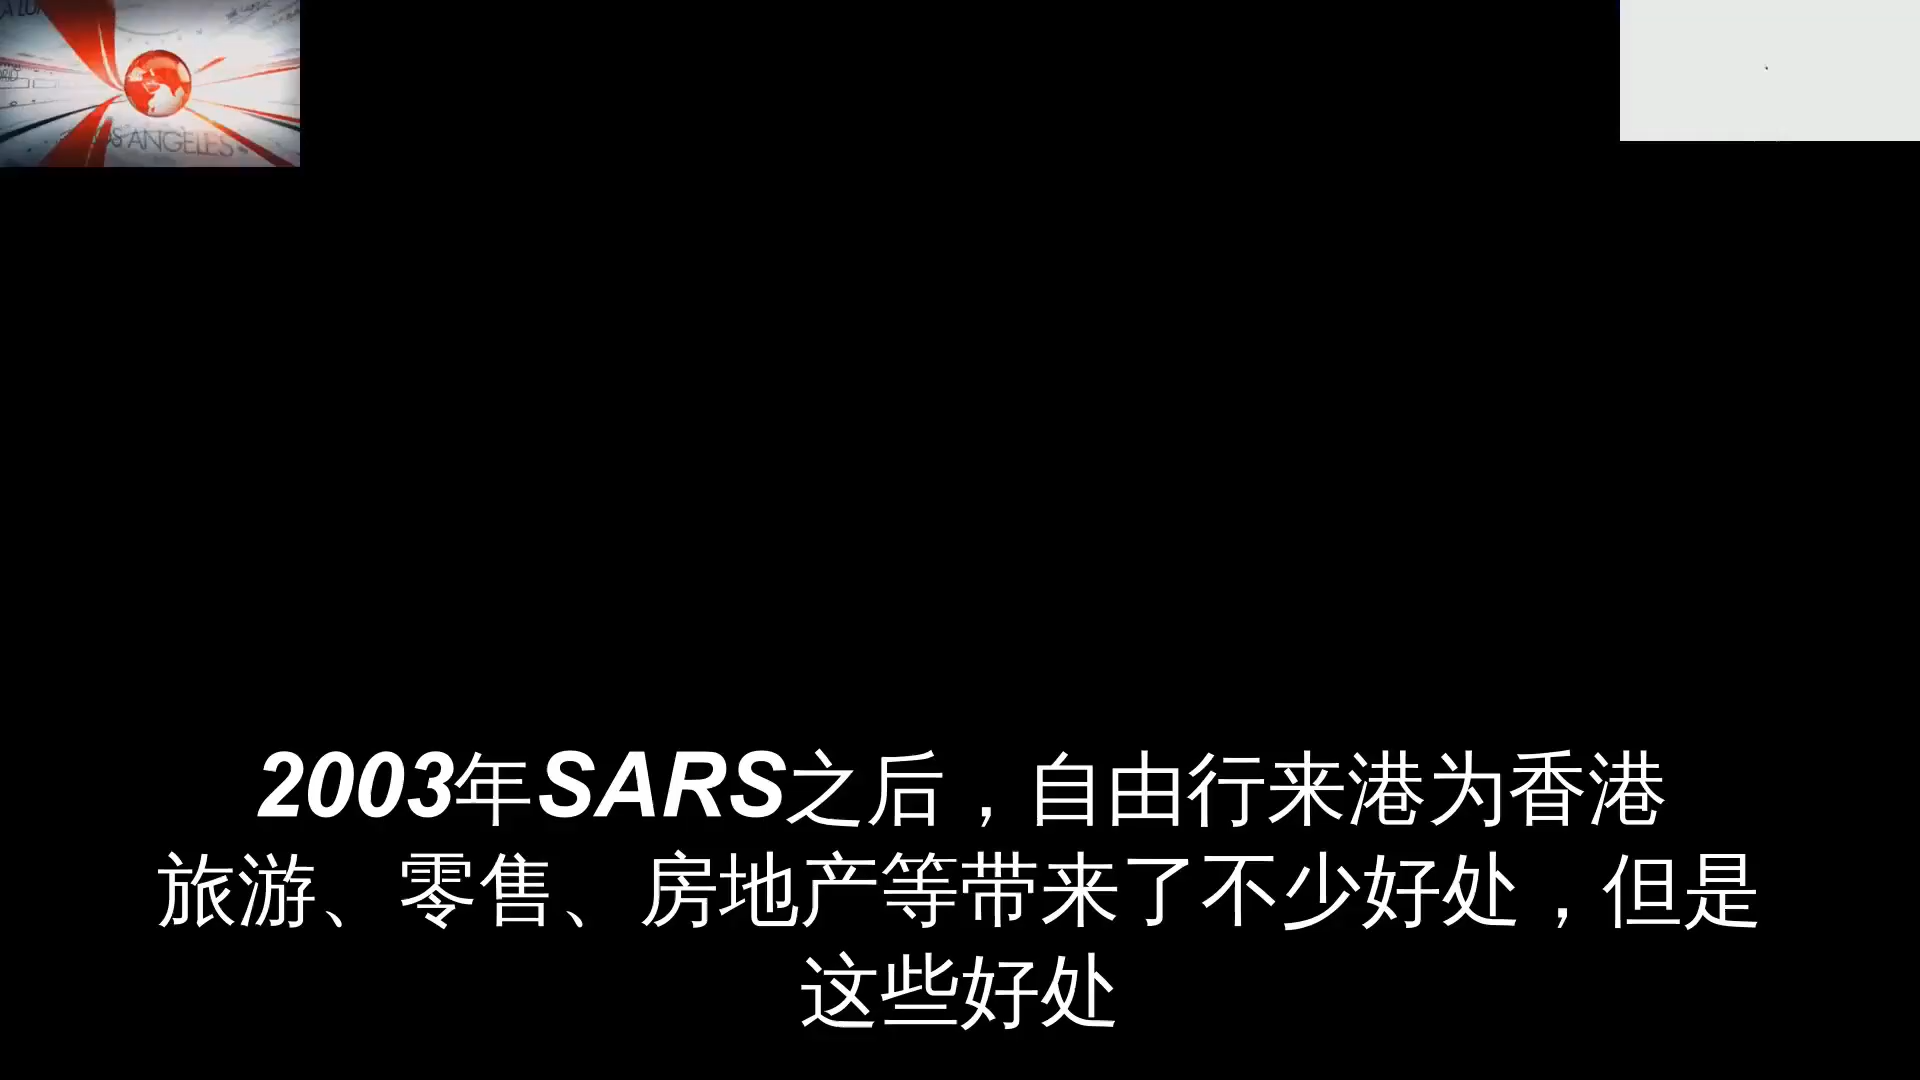 LOS ANGELES
2003年SARS之后，自由行来港为香港
旅游、零售、房地产等带来了不少好处，但是
这些好处